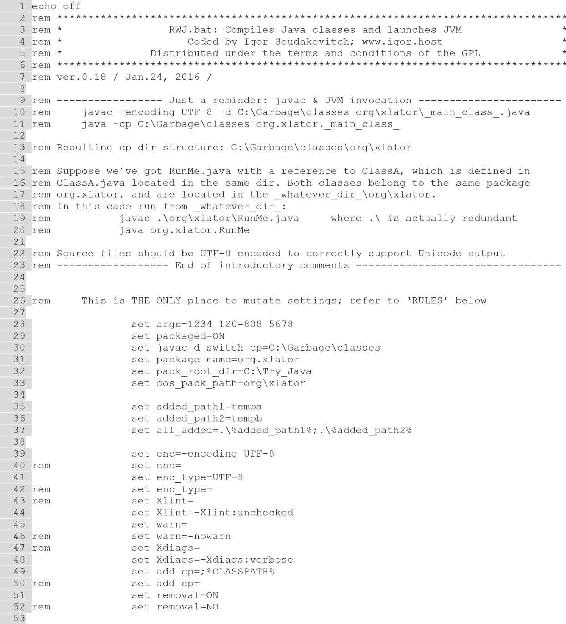 1 echo off
2 rem ******************************************************************************
3 rem * RWJ.bat: Compiles Java classes and launches JVM *
4 rem * Coded by Igor Soudakevitch; www.igor.host *
5 rem * Distributed under the terms and conditions of the GPL *
6 rem ******************************************************************************
7 rem ver.0.18 / Jan.24, 2016 /
8
9 rem ---------------- Just a reminder: javac & JVM invocation ----------------------
10 rem javac -encoding UTF-8 -d C:\Garbage\classes org\xlator\_main_class_.java
11 rem java -cp C:\Garbage\classes org.xlator._main_class_
12
13 rem Resulting cp dir structure: C:\Garbage\classes\org\xlator
14
15 rem Suppose we've got RunMe.java with a reference to ClassA, which is defined in
16 rem ClassA.java located in the same dir. Both classes belong to the same package
17 rem org.xlator, and are located in the _whatever_dir_\org\xlator.
18 rem In this case run from _whatever_dir_:
19 rem javac .\org\xlator\RunMe.java where .\ is actually redundant
20 rem java org.xlator.RunMe
21
22 rem Source files should be UTF-8 encoded to correctly support Unicode output
23 rem ----------------- End of introductory comments --------------------------------
24
25
26 rem This is THE ONLY place to mutate settings; refer to 'RULES' below
27
28 set args=1234 120-808 5678
29 set packaged=ON
30 set javac_d_switch_cp=C:\Garbage\classes
31 set package_name=org.xlator
32 set pack_root_dir=C:\Try_Java
33 set dos_pack_path=org\xlator
34
35 set added_path1=tempa
36 set added_path2=tempb
37 set all_added=.\%added_path1%;.\%added_path2%
38
39 set enc=-encoding UTF-8
40 rem set enc=
41 set enc_type=UTF-8
42 rem set enc_type=
43 rem set Xlint=
44 set Xlint=-Xlint:unchecked
45 set warn=
46 rem set warn=-nowarn
47 rem set Xdiags=
48 set Xdiags=-Xdiags:verbose
49 set add_cp=;%CLASSPATH%
50 rem set add_cp=
51 set removal=ON
52 rem set removal=NO
53